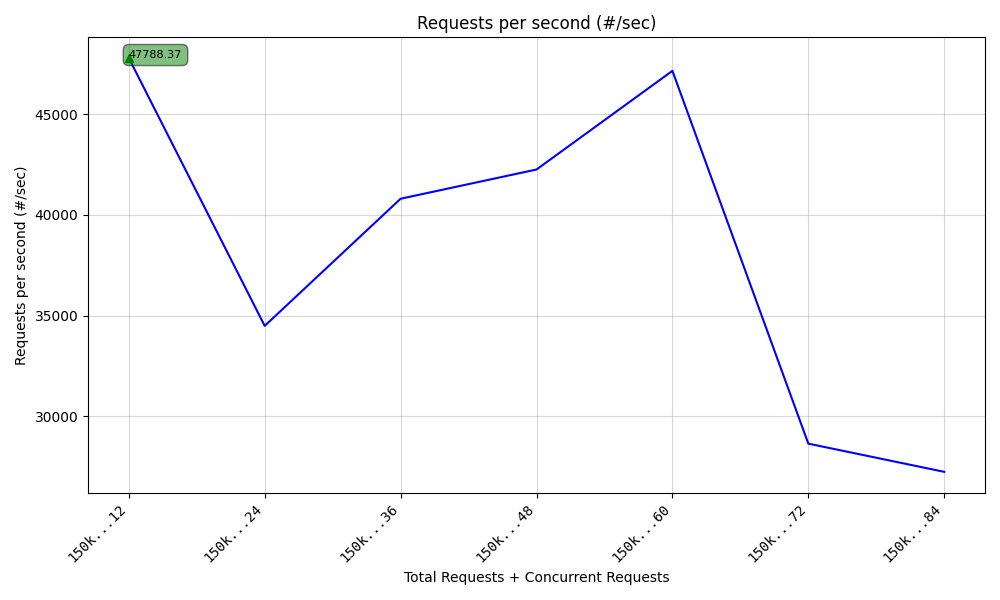 Requests per second (#/sec)
47788.37
45000
40000
35000
30000
Requests per second (#/sec)
150k...12
150k...24
150k...36
150k...48
150k...60
150k...72
150k...84
Total Requests + Concurrent Requests